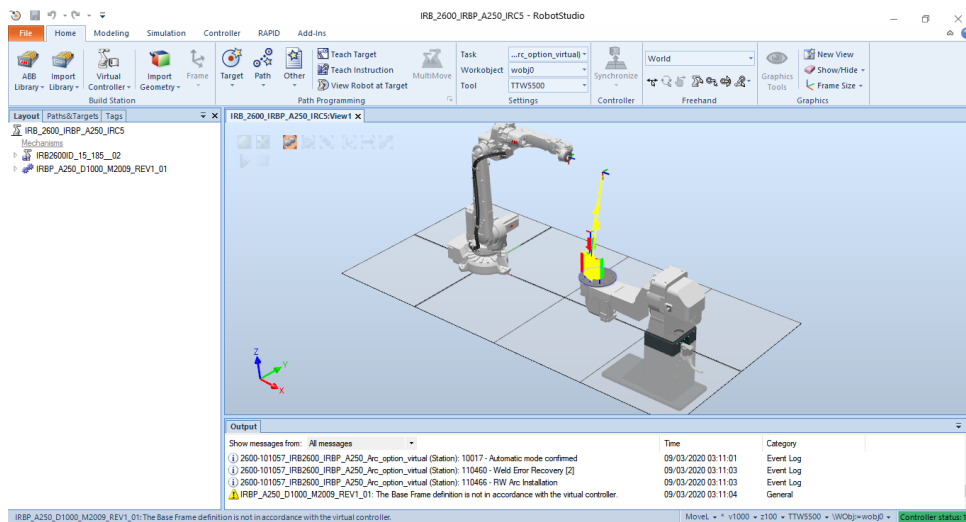 IRB_2600_IRBP_A250_IRC5 - RobotStudio
File Home Modeling Simulation Controller RAPID Add-Ins
ABB Library
Import Library
Virtual Controller
Import Geometry
Frame
Build Station
Target
Path
Other
Teach Target
Teach Instruction
View Robot at Target
MultiMove
Path Programming
Task ...rc_option_virtual)
Workobject wobj0
Tool TTW5500
Settings
Synchronize
Controller
World
Freehand
Graphics Tools
New View
Show/Hide
Frame Size
Graphics
Layout Paths&Targets Tags
IRB_2600_IRBP_A250_IRC5
Mechanisms
IRB2600ID_15_185__02
IRBP_A250_D1000_M2009_REV1_01
IRB_2600_IRBP_A250_IRC5:View1
Z
Y
X
Output
Show messages from: All messages Time Category
2600-101057_IRB2600_IRBP_A250_Arc_option_virtual (Station): 10017 - Automatic mode confirmed 09/03/2020 03:11:01 Event Log
2600-101057_IRB2600_IRBP_A250_Arc_option_virtual (Station): 110460 - Weld Error Recovery [2] 09/03/2020 03:11:03 Event Log
2600-101057_IRB2600_IRBP_A250_Arc_option_virtual (Station): 110466 - RW Arc Installation 09/03/2020 03:11:03 Event Log
IRBP_A250_D1000_M2009_REV1_01: The Base Frame definition is not in accordance with the virtual controller. 09/03/2020 03:11:04 General
IRBP_A250_D1000_M2009_REV1_01: The Base Frame definition is not in accordance with the virtual controller. MoveL * v1000 z100 TTW5500 \WObj:=wobj0 Controller status: 1